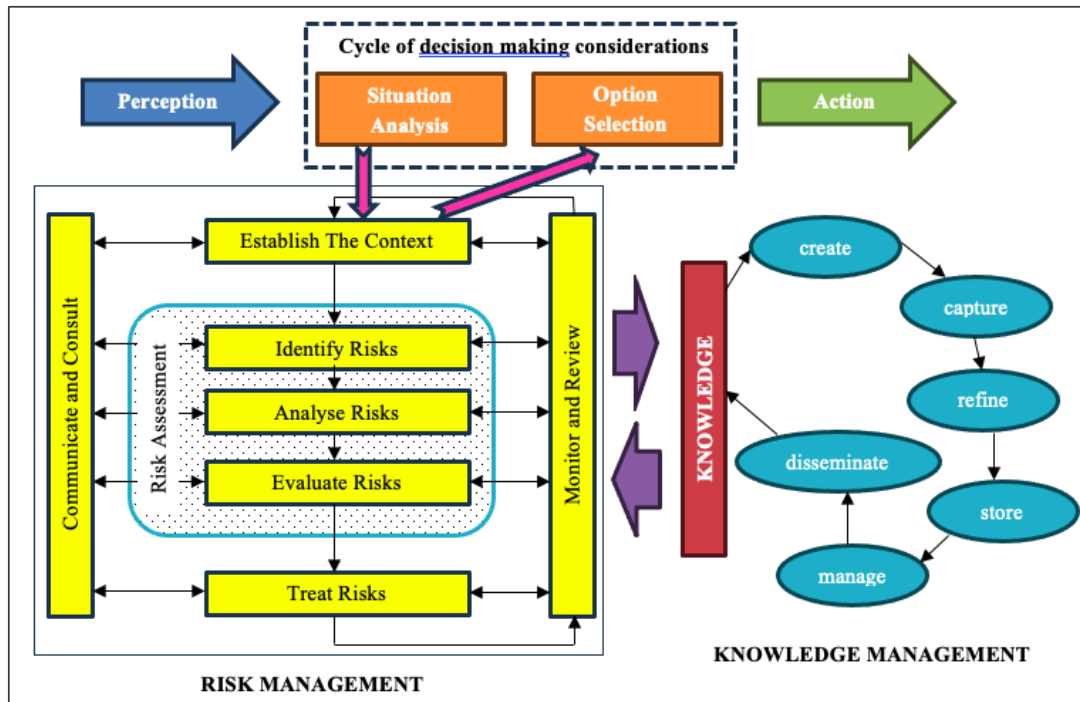 Cycle of decision making considerations
Perception
Situation
Analysis
Option
Selection
Action
Communicate and Consult
Establish The Context
Risk Assessment
Identify Risks
Analyse Risks
Evaluate Risks
Treat Risks
Monitor and Review
KNOWLEDGE
create
capture
refine
disseminate
store
manage
RISK MANAGEMENT
KNOWLEDGE MANAGEMENT